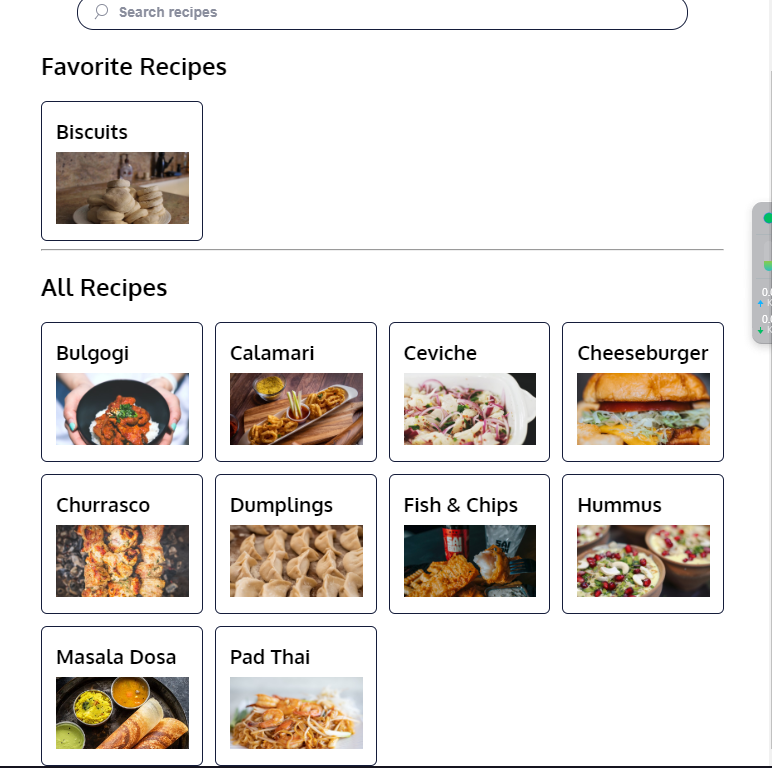 Search recipes
Favorite Recipes
Biscuits
All Recipes
Bulgogi
Calamari
Ceviche
Cheeseburger
Churrasco
Dumplings
Fish & Chips
Hummus
Masala Dosa
Pad Thai